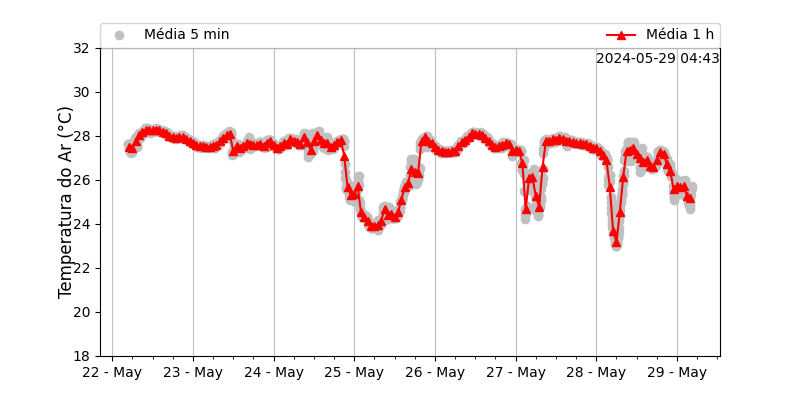 Média 5 min
Média 1 h
2024-05-29 04:43
Temperatura do Ar (°C)
32
30
28
26
24
22
20
18
22 - May
23 - May
24 - May
25 - May
26 - May
27 - May
28 - May
29 - May